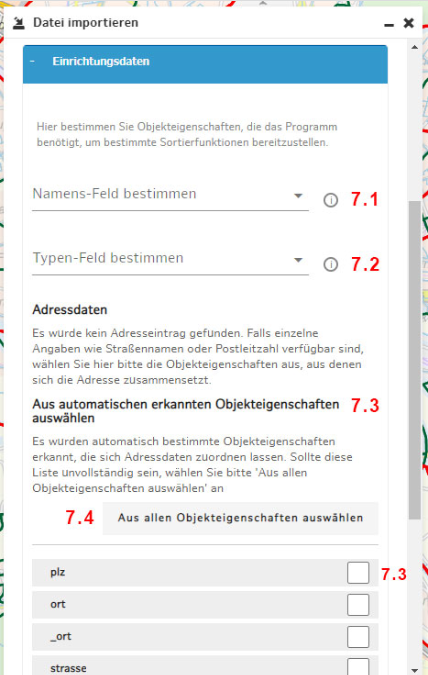 Datei importieren
- Einrichtungsdaten
Hier bestimmen Sie Objekteigenschaften, die das Programm
benötigt, um bestimmte Sortierfunktionen bereitzustellen.
Namens-Feld bestimmen 7.1
Typen-Feld bestimmen 7.2
Adressdaten
Es wurde kein Adresseintrag gefunden. Falls einzelne
Angaben wie Straßennamen oder Postleitzahl verfügbar sind,
wählen Sie hier bitte die Objekteigenschaften aus, aus denen
sich die Adresse zusammensetzt.
Aus automatischen erkannten Objekteigenschaften 7.3
auswählen
Es wurden automatisch bestimmte Objekteigenschaften
erkannt, die sich Adressdaten zuordnen lassen. Sollte diese
Liste unvollständig sein, wählen Sie bitte 'Aus allen
Objekteigenschaften auswählen' an
7.4 Aus allen Objekteigenschaften auswählen
plz 7.3
ort
_ort
strasse